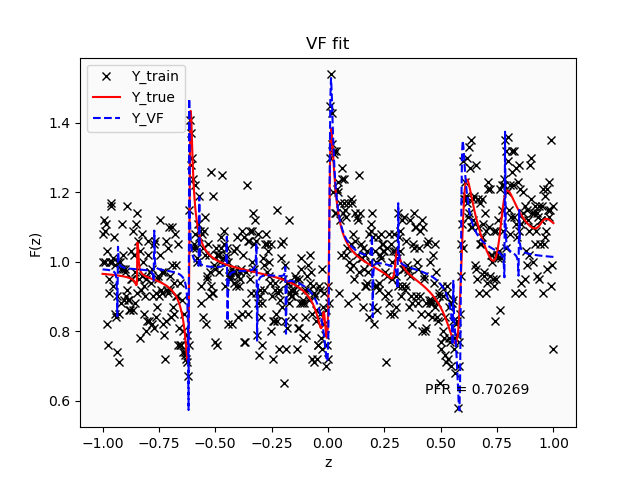 VF fit
Y_train
Y_true
Y_VF
F(z)
1.4
1.2
1.0
0.8
0.6
PFR = 0.70269
−1.00 −0.75 −0.50 −0.25 0.00 0.25 0.50 0.75 1.00
z